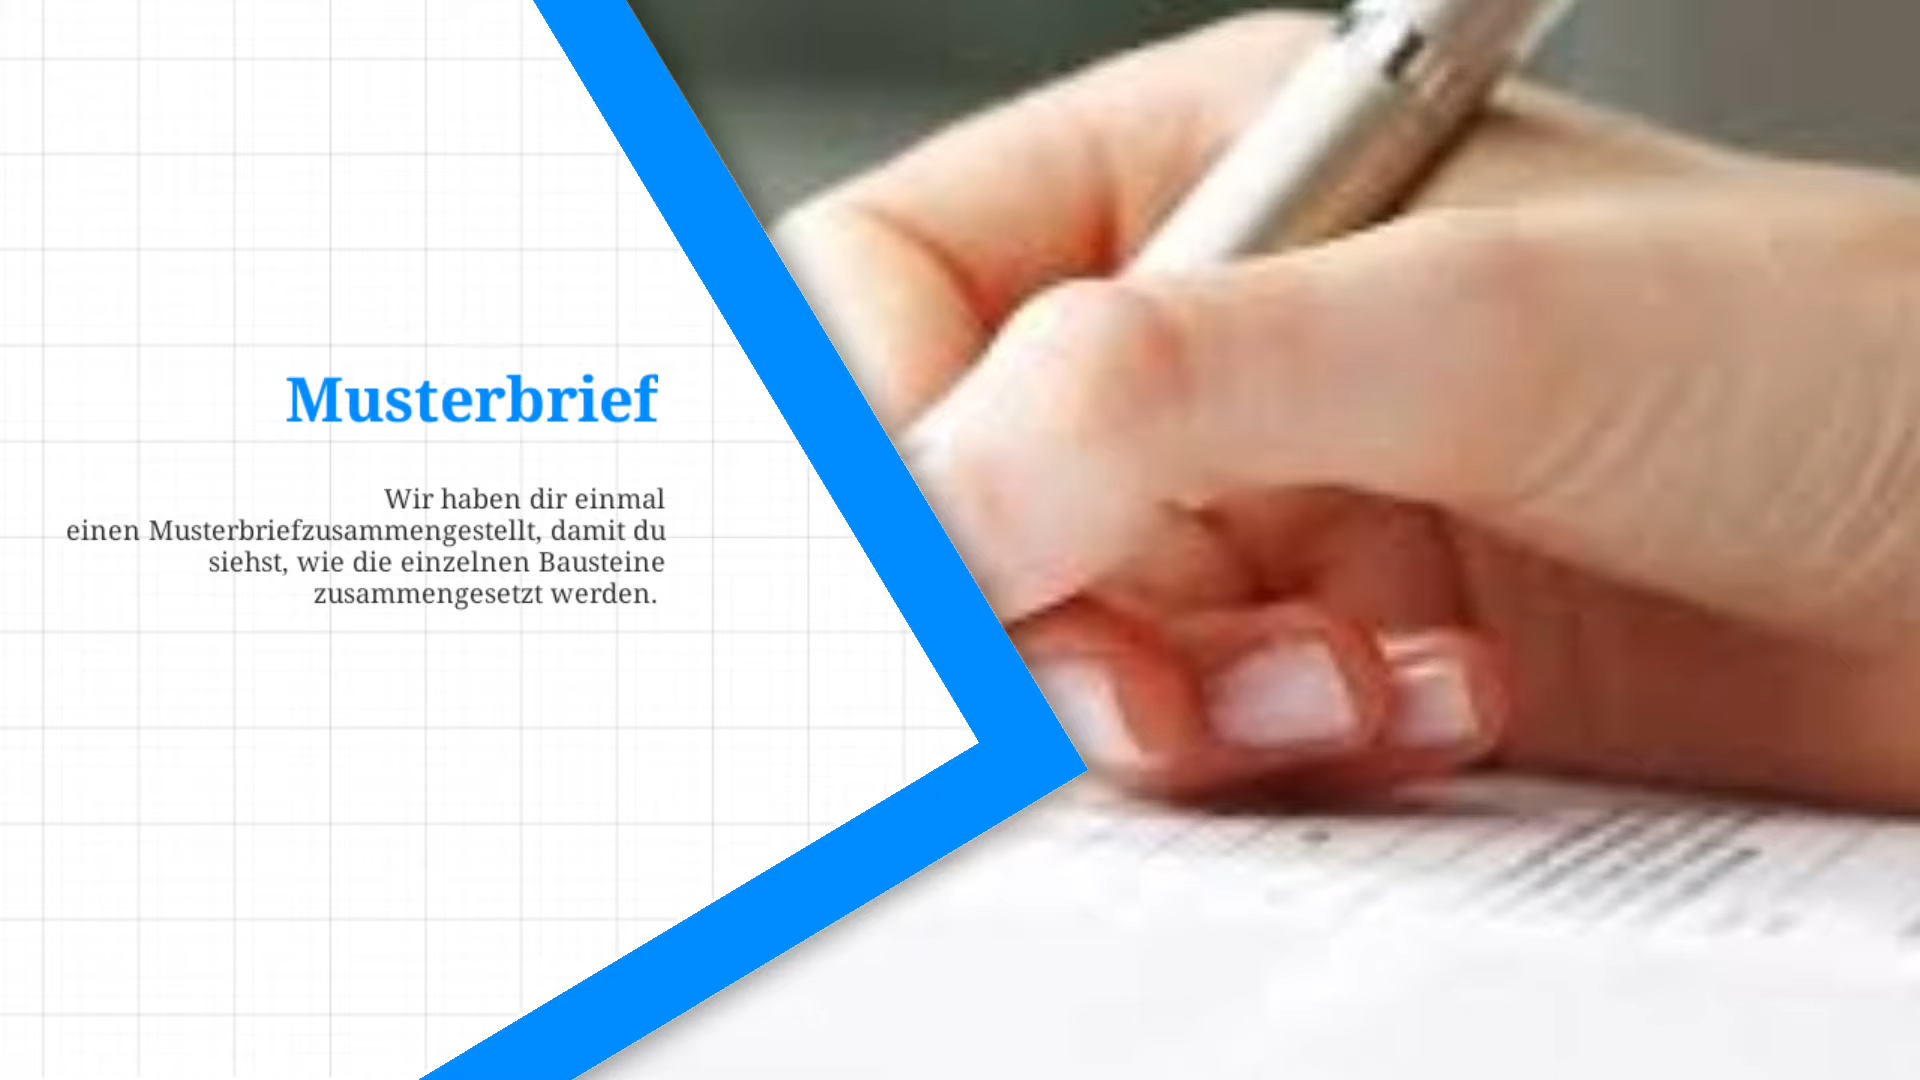 Musterbrief
Wir haben dir einmal
einen Musterbriefzusammengestellt, damit du
siehst, wie die einzelnen Bausteine
zusammengesetzt werden.